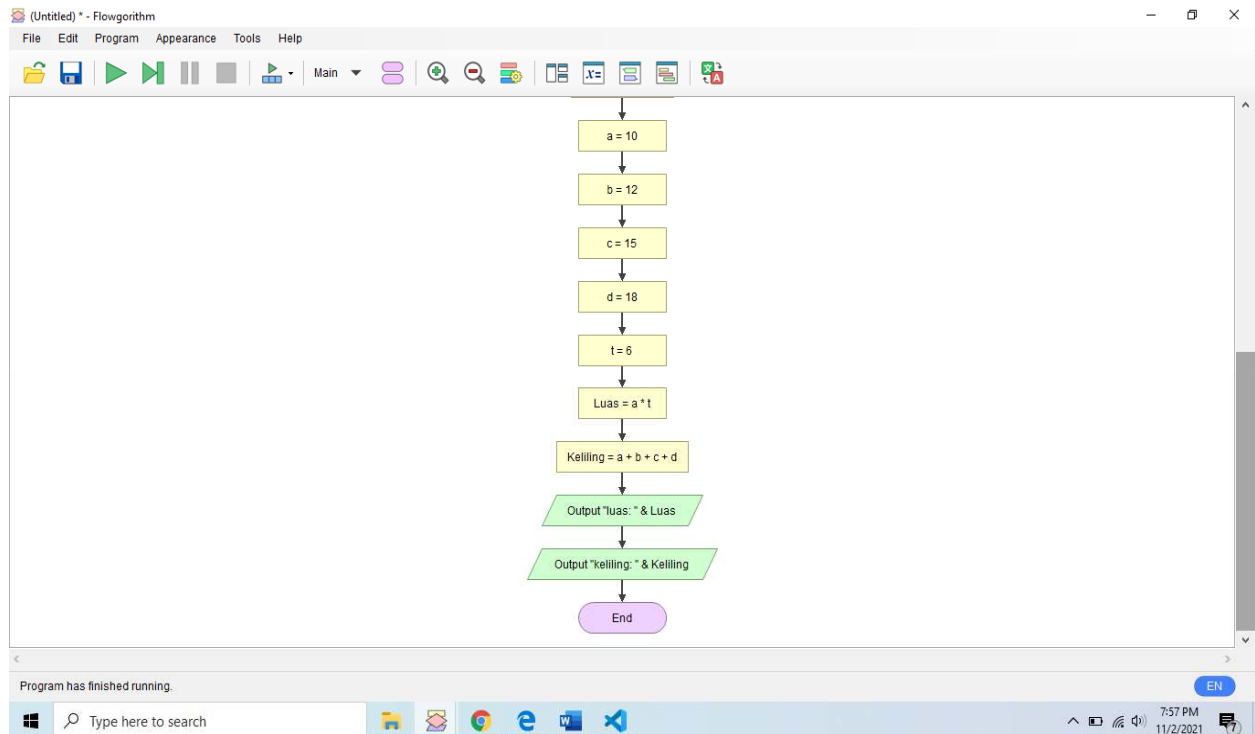 (Untitled) * - Flowgorithm
File Edit Program Appearance Tools Help
Main
a = 10
b = 12
c = 15
d = 18
t = 6
Luas = a * t
Keliling = a + b + c + d
Output "luas: " & Luas
Output "keliling: " & Keliling
End
Program has finished running.
EN
Type here to search
7:57 PM
11/2/2021
7